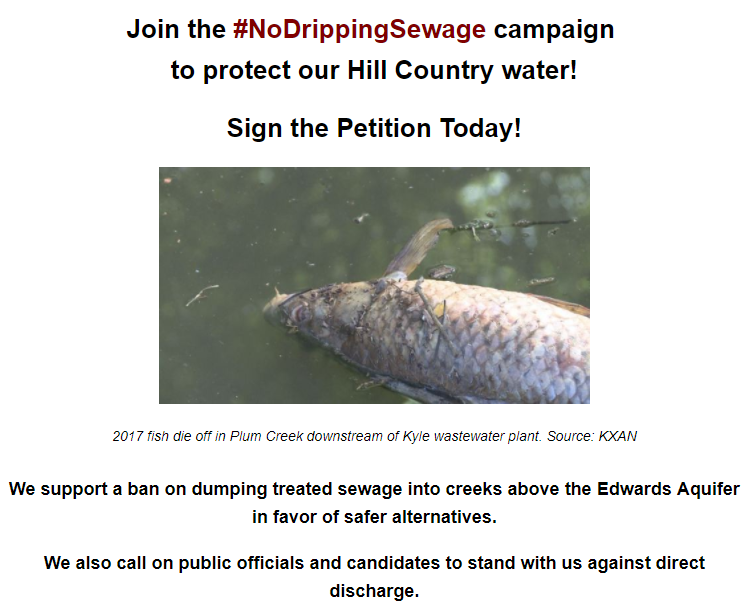 Join the #NoDrippingSewage campaign
to protect our Hill Country water!
Sign the Petition Today!
2017 fish die off in Plum Creek downstream of Kyle wastewater plant. Source: KXAN
We support a ban on dumping treated sewage into creeks above the Edwards Aquifer
in favor of safer alternatives.
We also call on public officials and candidates to stand with us against direct
discharge.